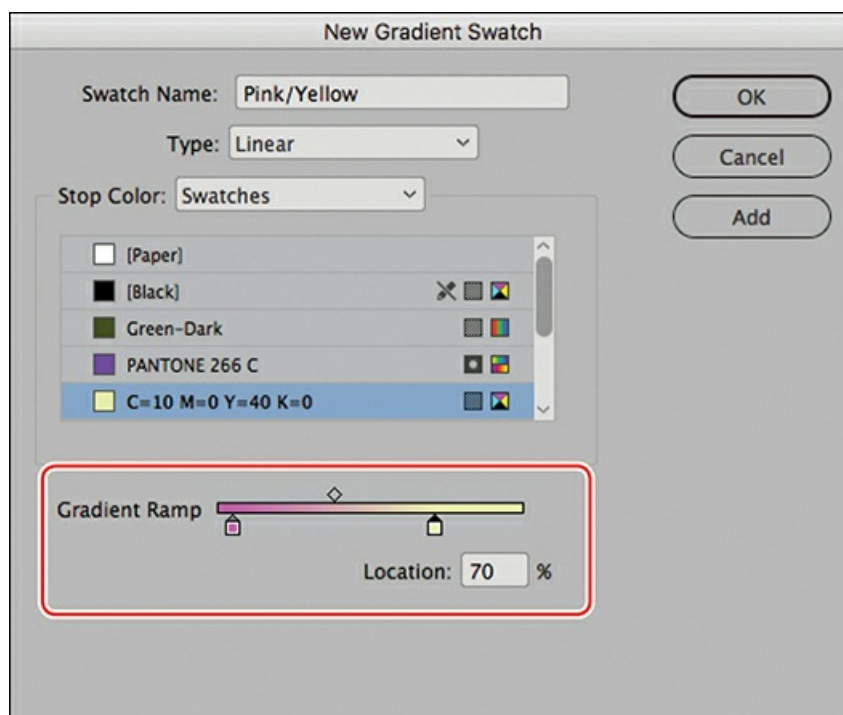 New Gradient Swatch
Swatch Name: Pink/Yellow
OK
Type: Linear
Cancel
Stop Color: Swatches
Add
[Paper]
[Black]
Green-Dark
PANTONE 266 C
C=10 M=0 Y=40 K=0
Gradient Ramp
Location: 70 %